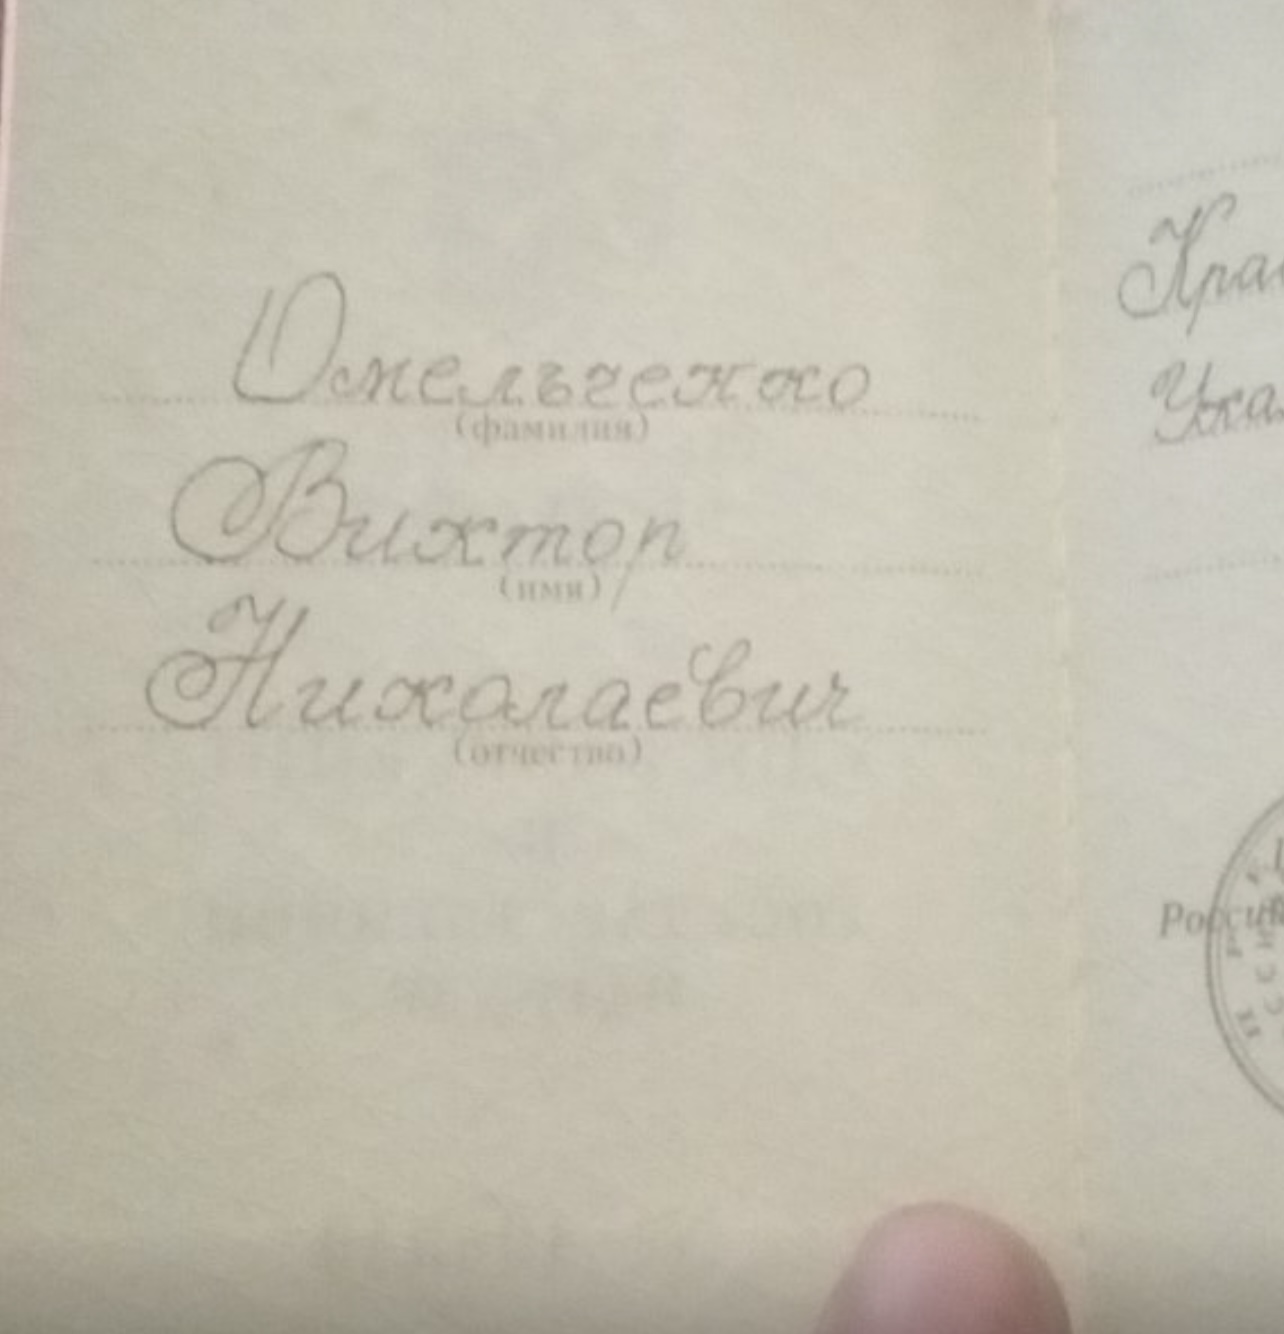 Омельченко
(фамилия)
Виктор
(имя)
Николаевич
(отчество)